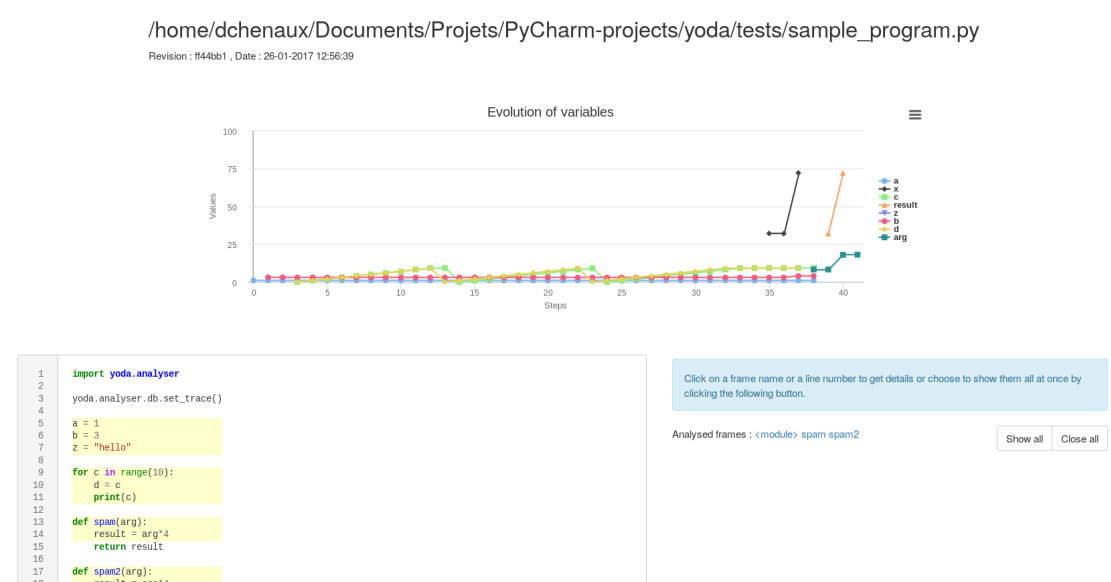 /home/dchenaux/Documents/Projets/PyCharm-projects/yoda/tests/sample_program.py
Revision : ff44bb1 , Date : 26-01-2017 12:56:39
Evolution of variables
100
75
50
25
0
Values
0 5 10 15 20 25 30 35 40
Steps
a
x
c
result
z
b
d
arg
1 import yoda.analyser
2
3 yoda.analyser.db.set_trace()
4
5 a = 1
6 b = 3
7 z = "hello"
8
9 for c in range(10):
10     d = c
11     print(c)
12
13 def spam(arg):
14     result = arg*4
15     return result
16
17 def spam2(arg):
Click on a frame name or a line number to get details or choose to show them all at once by
clicking the following button.
Analysed frames : <module> spam spam2
Show all Close all